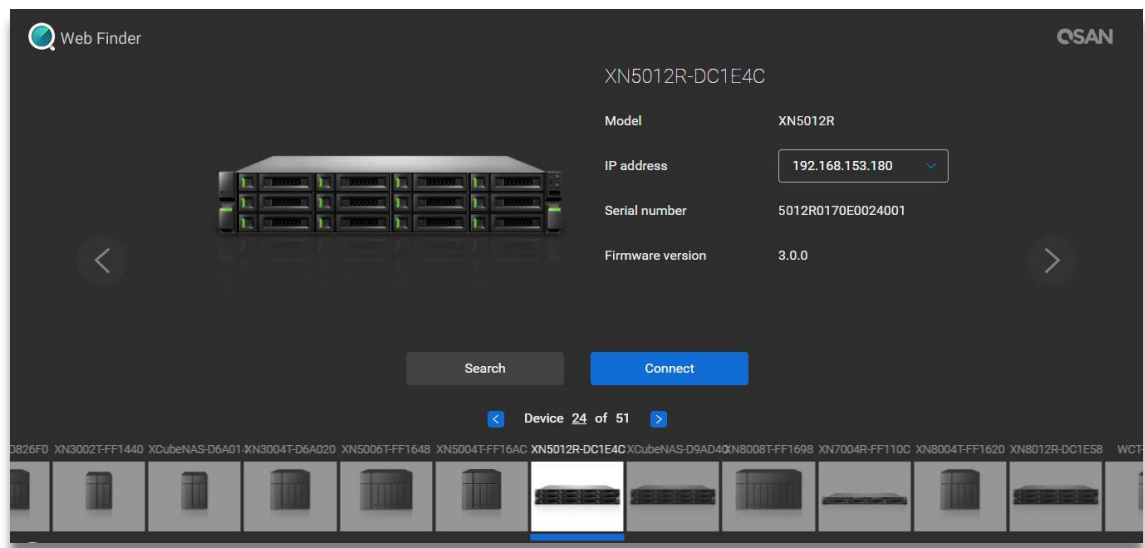 Web Finder
QSAN
XN5012R-DC1E4C
Model XN5012R
IP address 192.168.153.180
Serial number 5012R0170E0024001
Firmware version 3.0.0
Search Connect
Device 24 of 51
D826F0 XN3002T-FF1440 XCubeNAS-D6A01 XN3004T-D6A020 XN5006T-FF1648 XN5004T-FF16AC XN5012R-DC1E4C XCubeNAS-D9AD40 XN8008T-FF1698 XN7004R-FF110C XN8004T-FF1620 XN8012R-DC1E58 WCT-